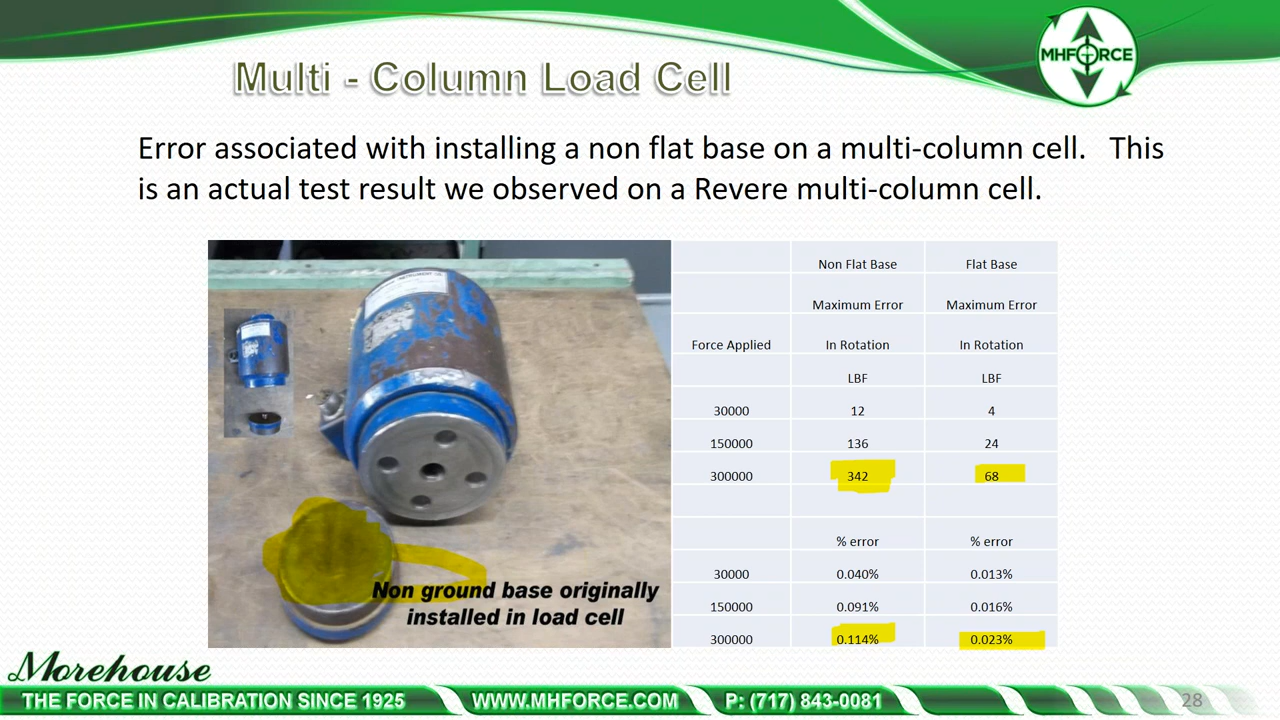 MHFORCE
Multi - Column Load Cell
Error associated with installing a non flat base on a multi-column cell. This
is an actual test result we observed on a Revere multi-column cell.
Non Flat Base Flat Base
Maximum Error Maximum Error
Force Applied In Rotation In Rotation
LBF LBF
30000 12 4
150000 136 24
300000 342 68
% error % error
30000 0.040% 0.013%
150000 0.091% 0.016%
300000 0.114% 0.023%
Non ground base originally
installed in load cell
Morehouse
THE FORCE IN CALIBRATION SINCE 1925 WWW.MHFORCE.COM P: (717) 843-0081
28